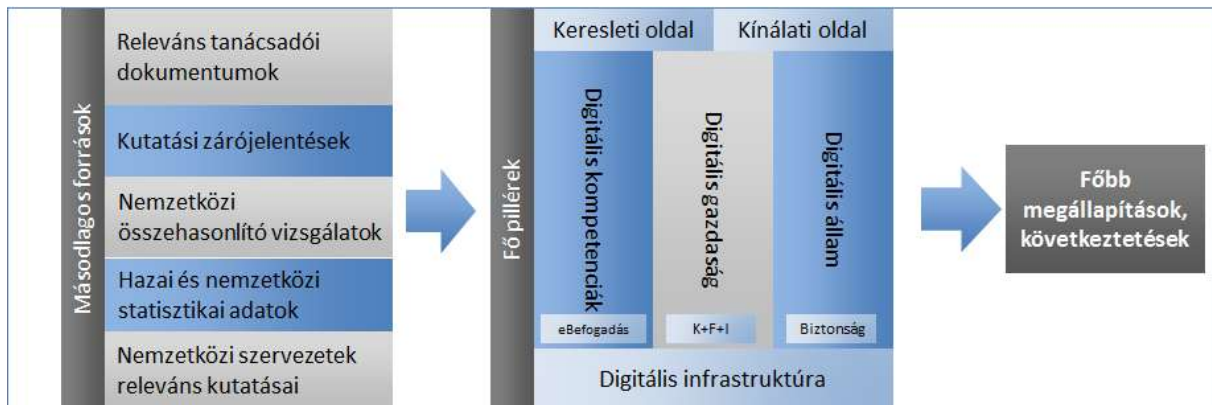 Másodlagos források
Releváns tanácsadói
dokumentumok
Kutatási zárójelentések
Nemzetközi
összehasonlító vizsgálatok
Hazai és nemzetközi
statisztikai adatok
Nemzetközi szervezetek
releváns kutatásai
Fő pillérek
Keresleti oldal
Kínálati oldal
Digitális kompetenciák
eBefogadás
Digitális gazdaság
K+F+I
Digitális állam
Biztonság
Digitális infrastruktúra
Főbb
megállapítások,
következtetések